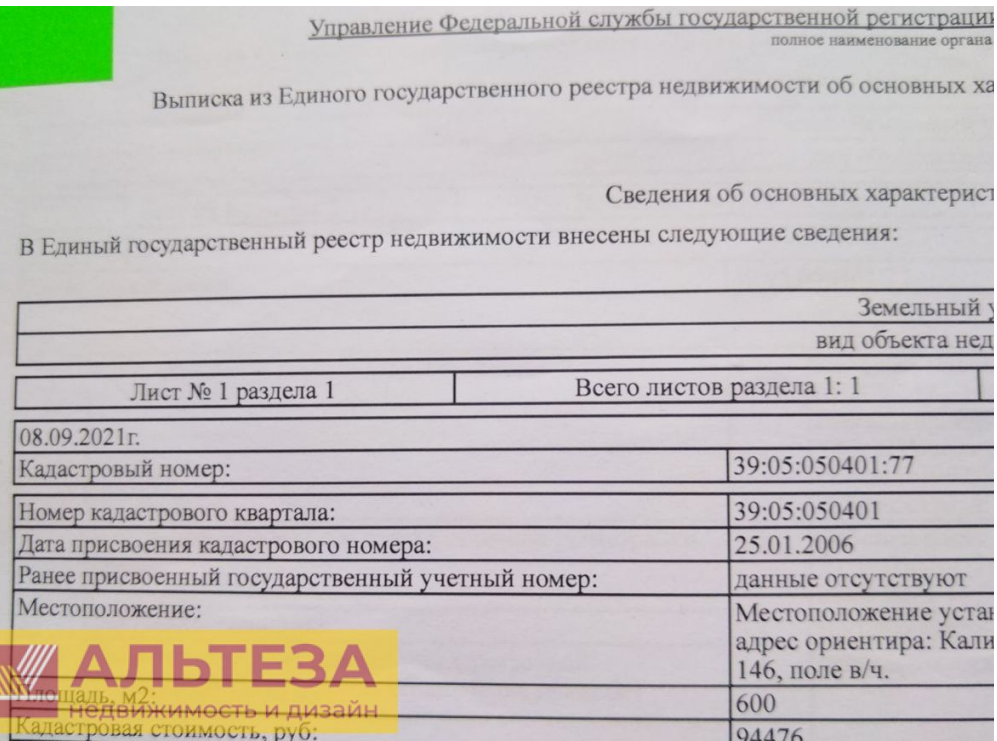 Управление Федеральной службы государственной регистрации
полное наименование органа
Выписка из Единого государственного реестра недвижимости об основных ха
Сведения об основных характерист
В Единый государственный реестр недвижимости внесены следующие сведения:
Земельный у
вид объекта нед
Лист № 1 раздела 1 Всего листов раздела 1: 1
08.09.2021г.
Кадастровый номер: 39:05:050401:77
Номер кадастрового квартала: 39:05:050401
Дата присвоения кадастрового номера: 25.01.2006
Ранее присвоенный государственный учетный номер: данные отсутствуют
Местоположение: Местоположение устан
адрес ориентира: Кали
146, поле в/ч.
АЛЬТЕЗА
Площадь, м2: 600
недвижимость и дизайн
Кадастровая стоимость, руб: 94476